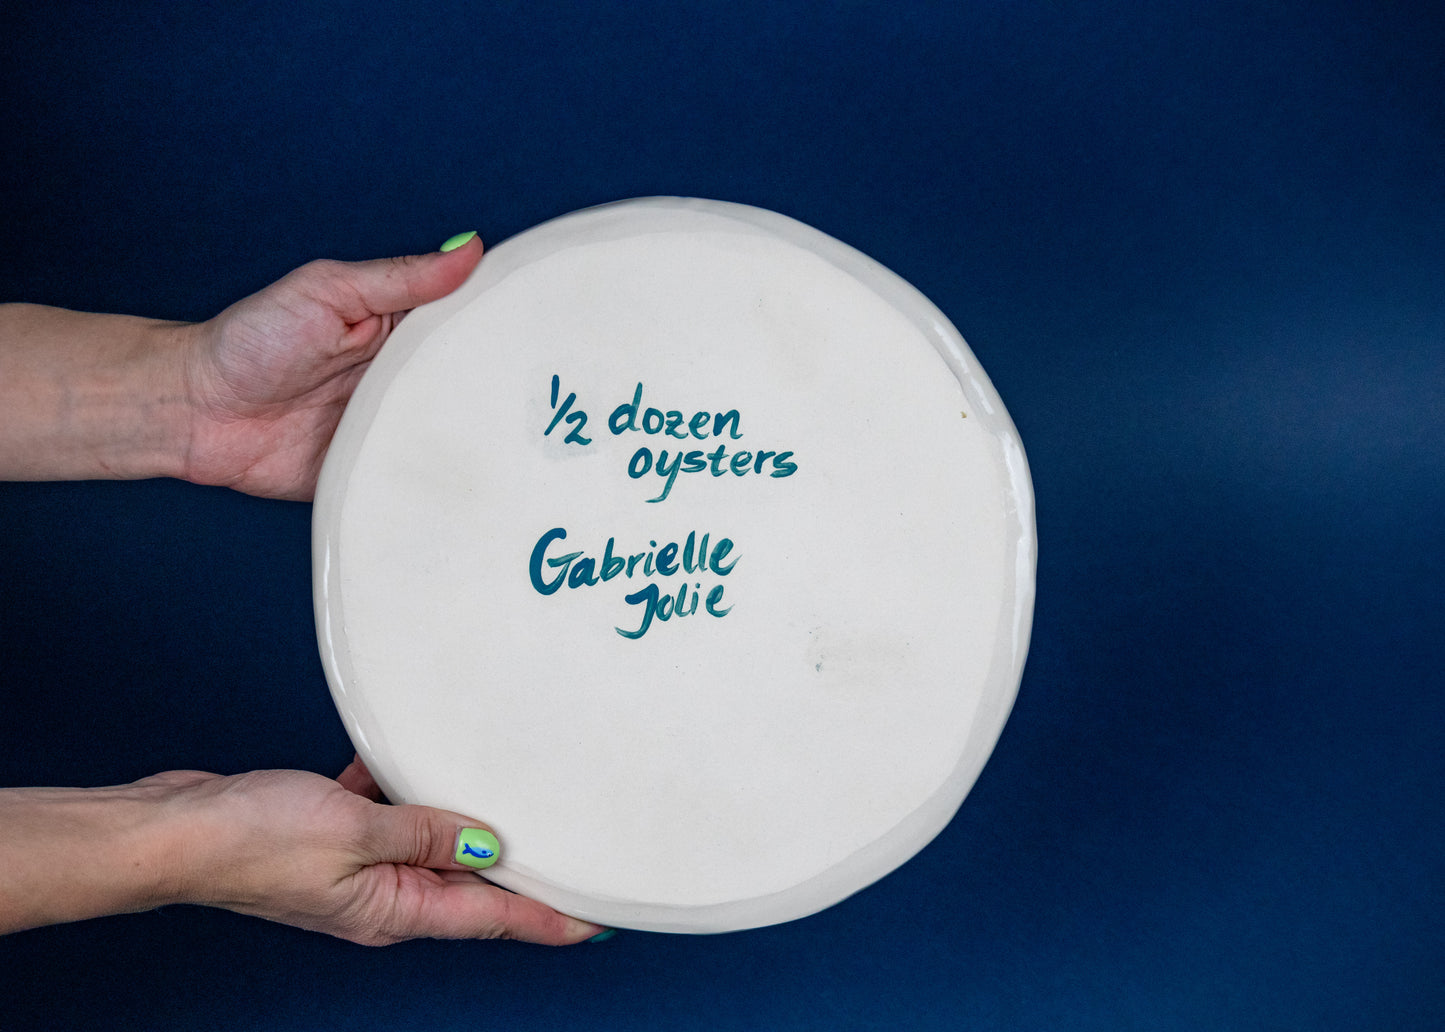 1/2 dozen
oysters
Gabrielle
Jolie